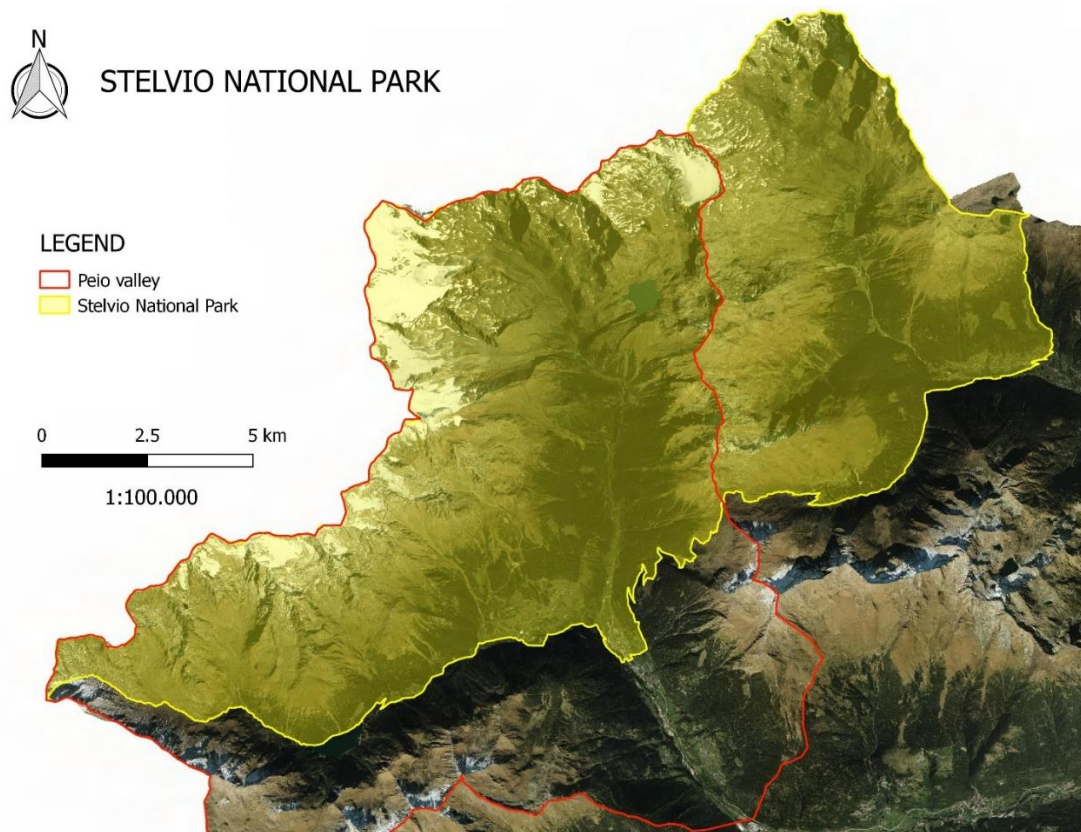 N
STELVIO NATIONAL PARK
LEGEND
Peio valley
Stelvio National Park
0 2.5 5 km
1:100.000